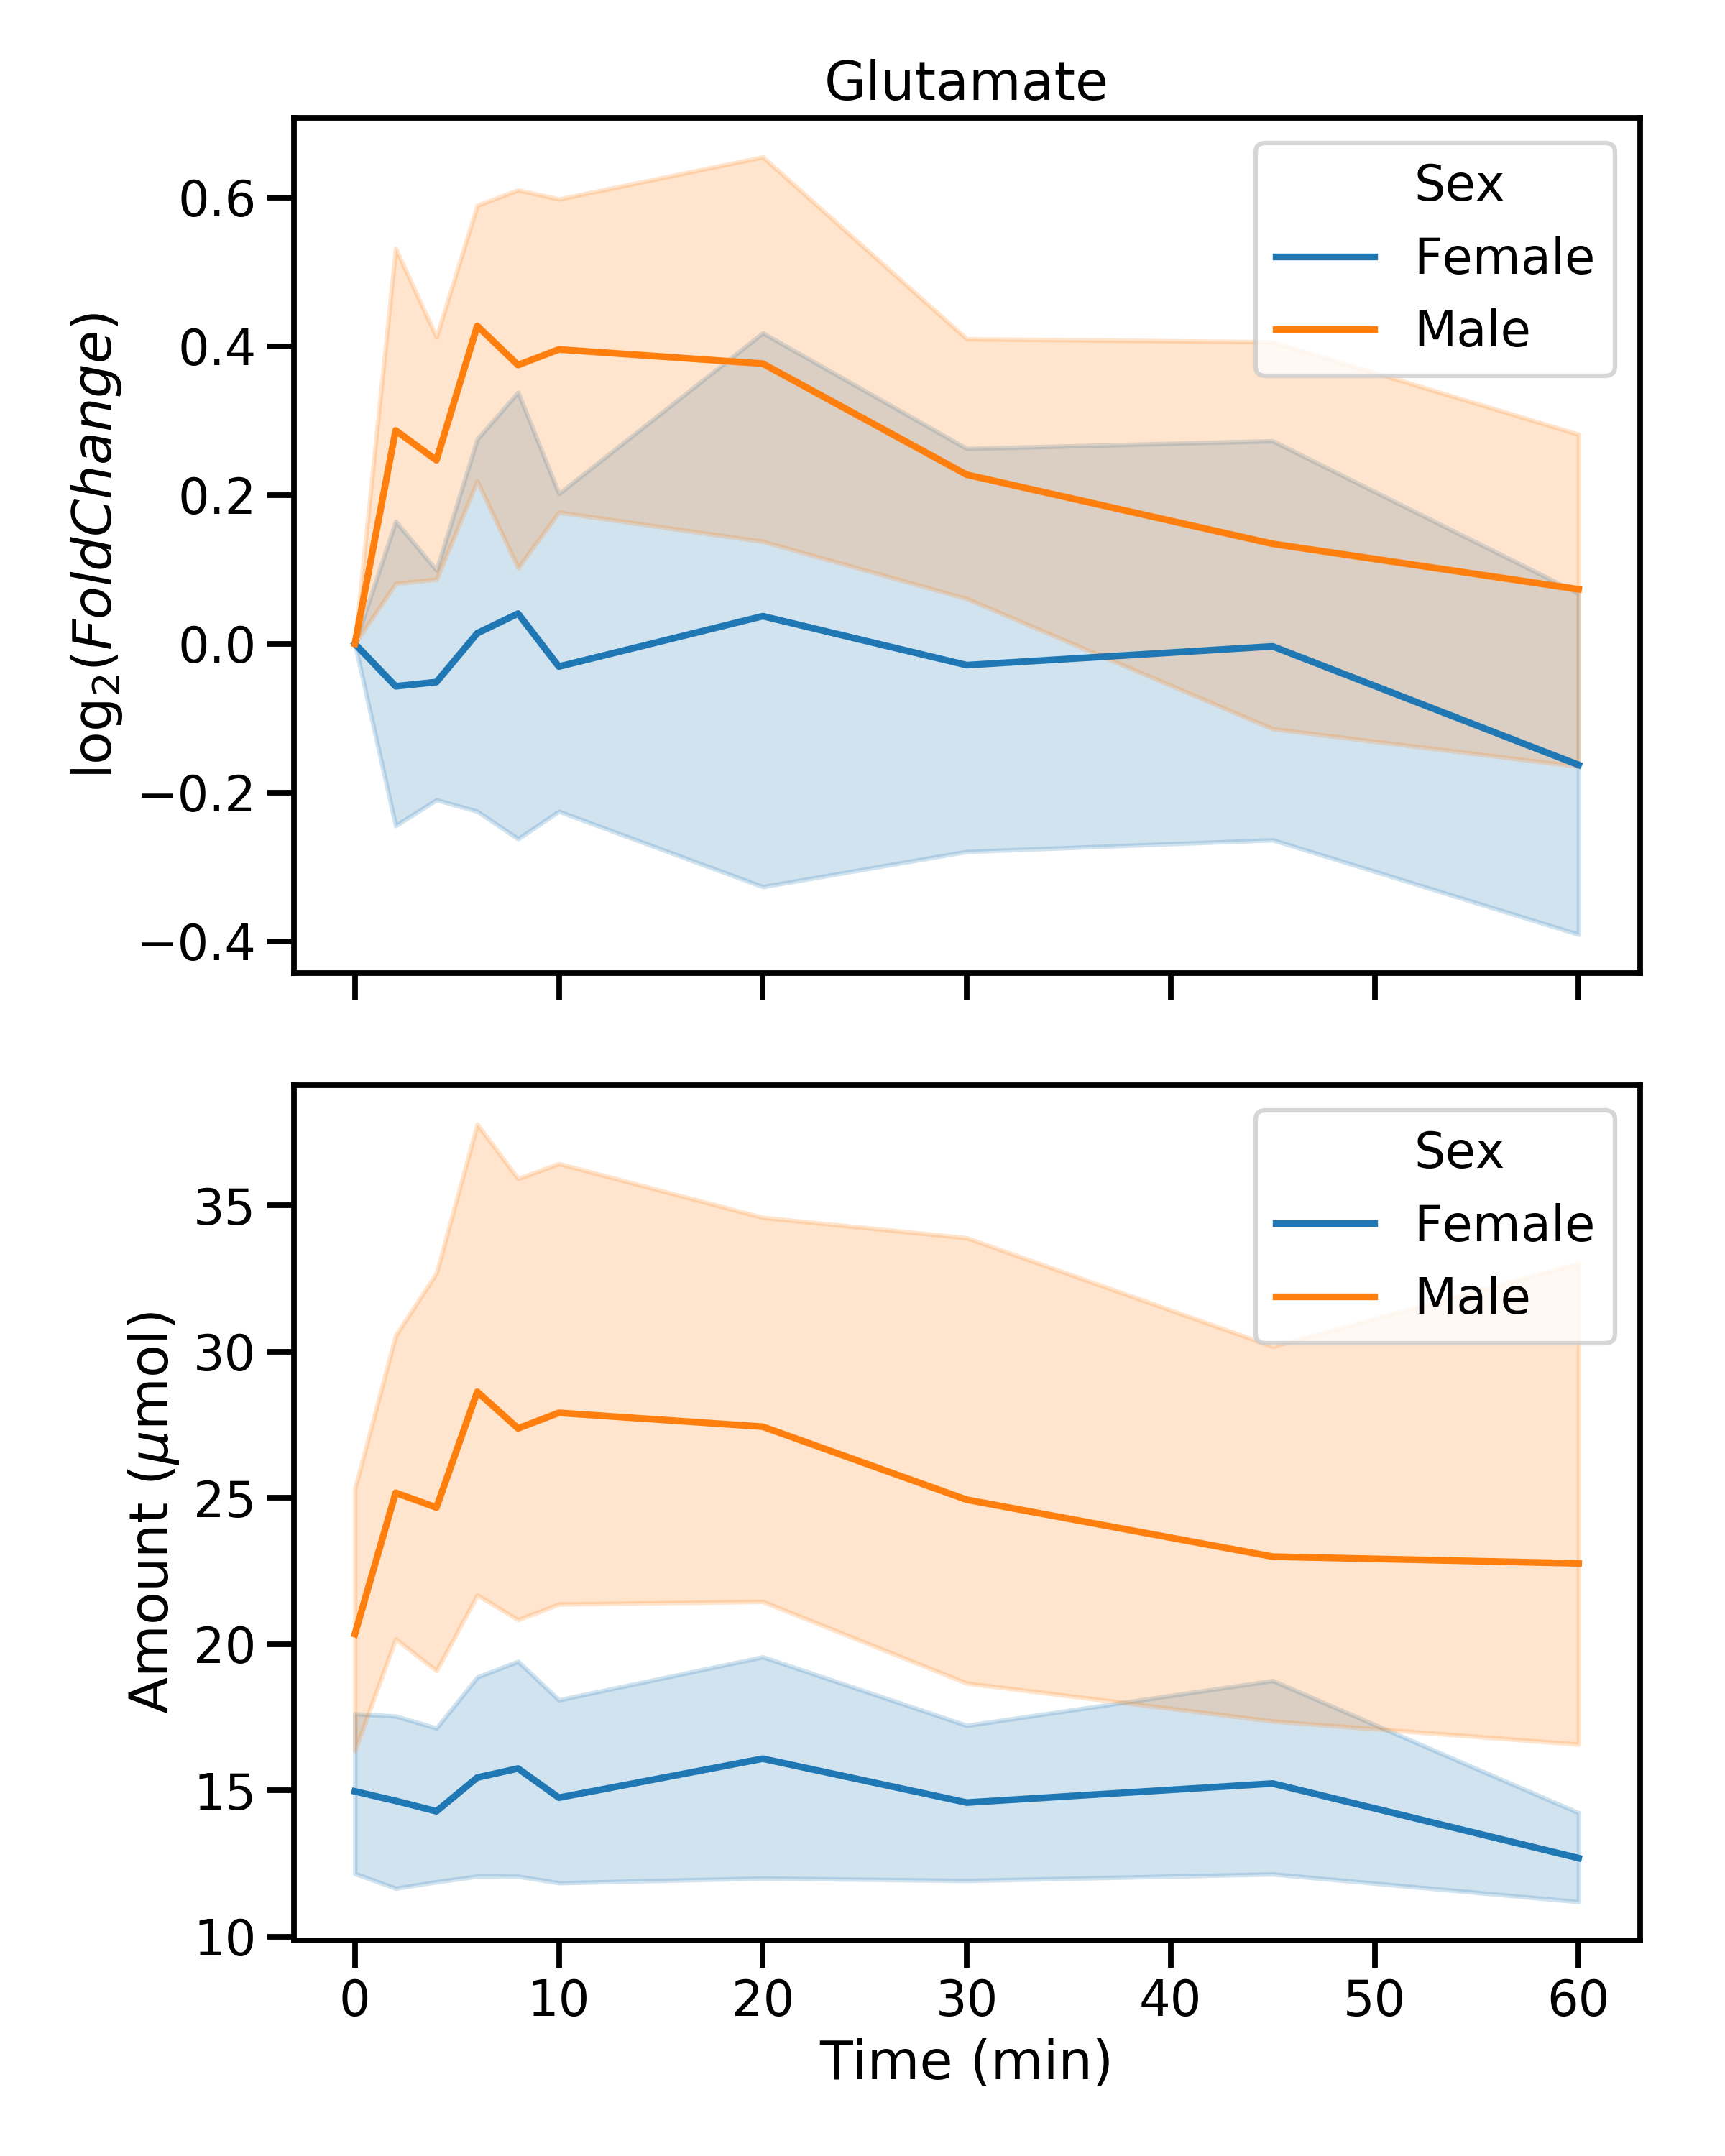 Glutamate
log₂(FoldChange)
0.6
0.4
0.2
0.0
−0.2
−0.4
Sex
Female
Male
Amount (μmol)
35
30
25
20
15
10
Sex
Female
Male
0 10 20 30 40 50 60
Time (min)